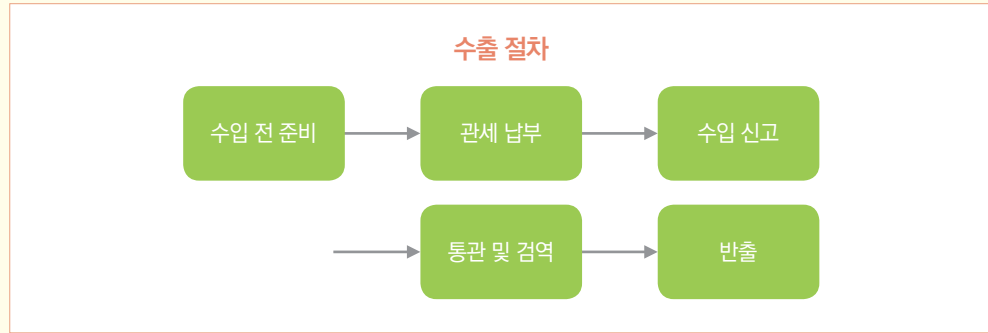 수출 절차
수입 전 준비
관세 납부
수입 신고
통관 및 검역
반출